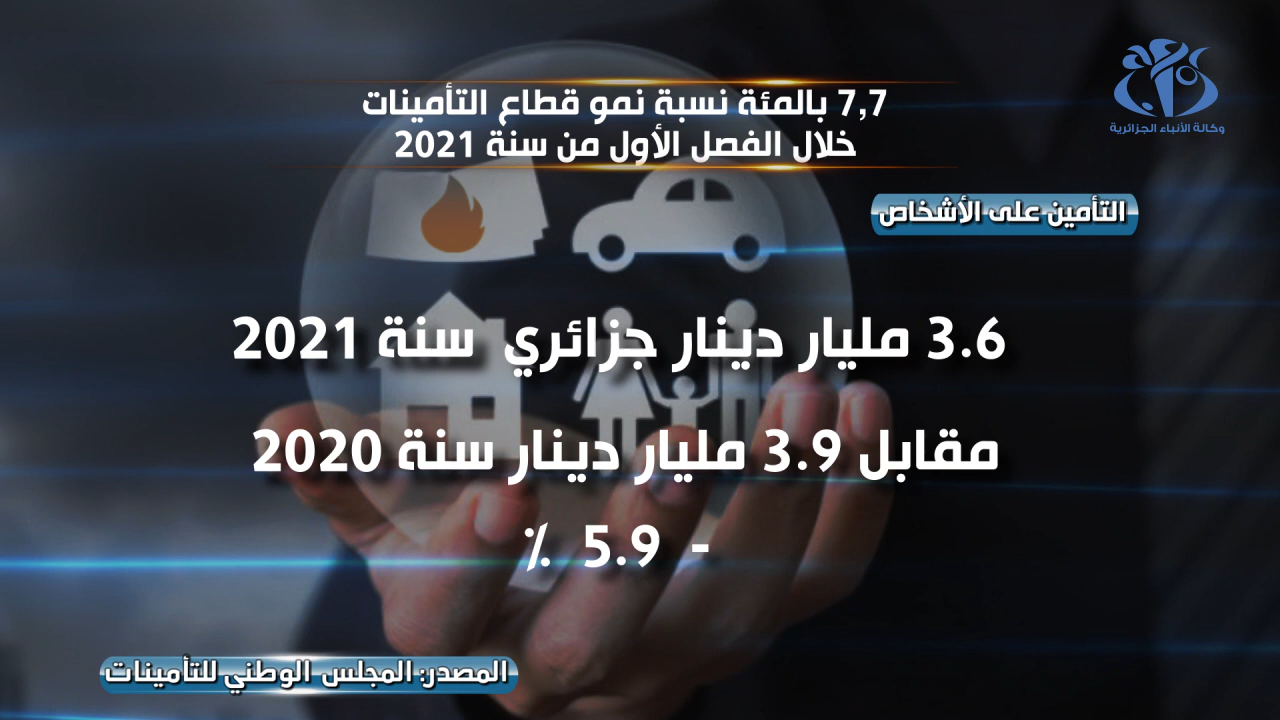 7,7 بالمئة نسبة نمو قطاع التأمينات
خلال الفصل الأول من سنة 2021
وكالة الأنباء الجزائرية
التأمين على الأشخاص
3.6 مليار دينار جزائري سنة 2021
مقابل 3.9 مليار دينار سنة 2020
- 5.9 ٪
المصدر: المجلس الوطني للتأمينات